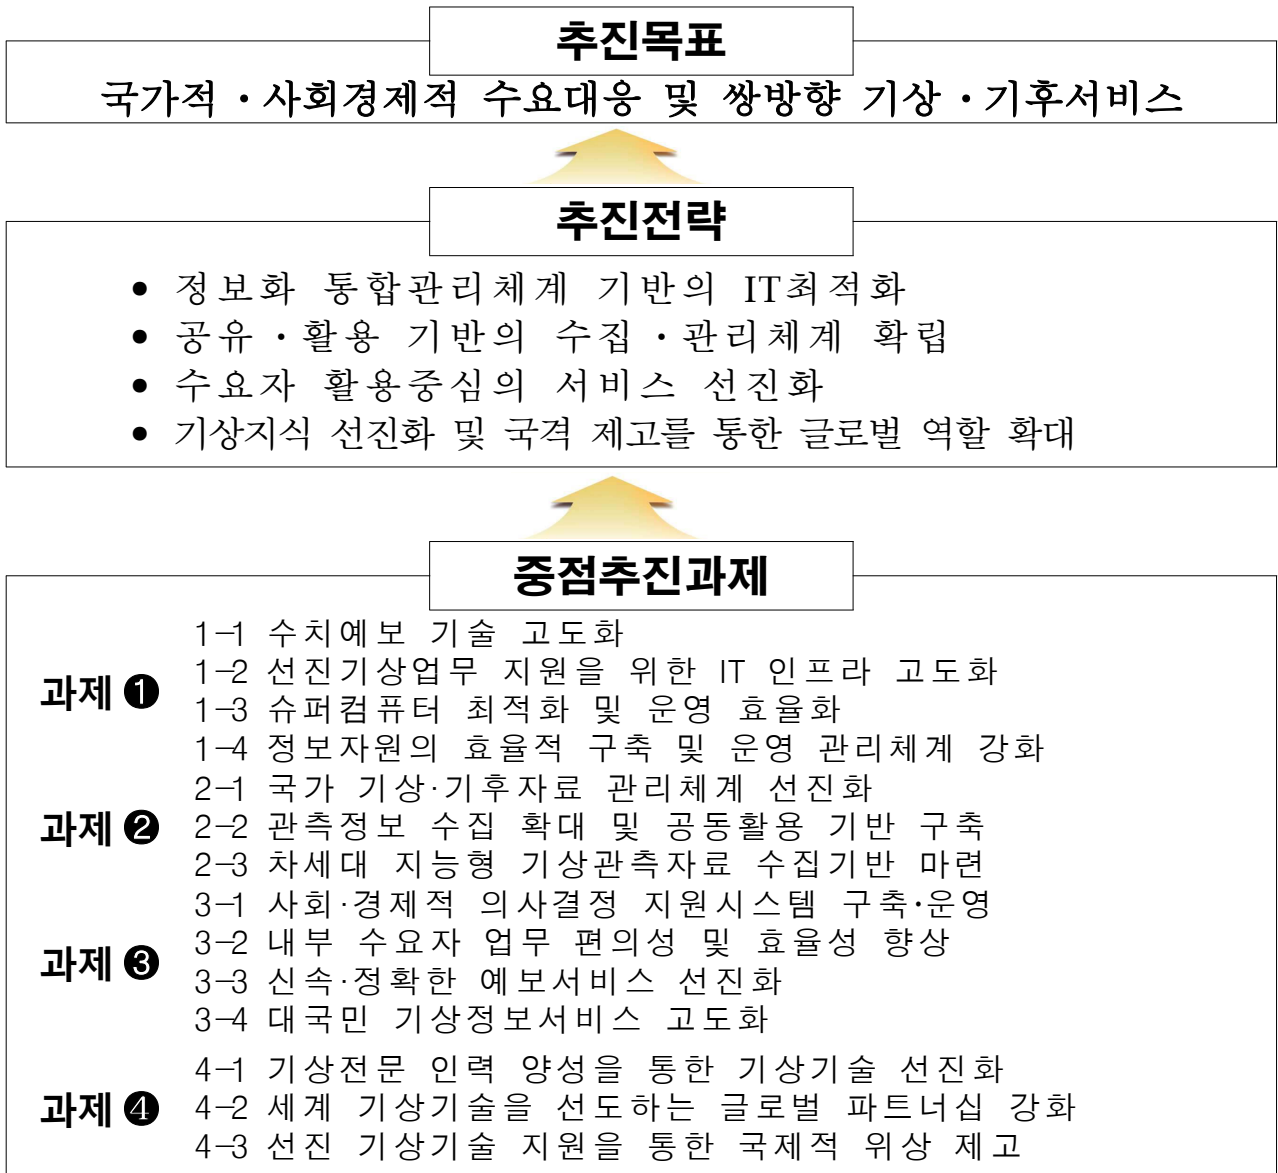 추진목표
국가적·사회경제적 수요대응 및 쌍방향 기상·기후서비스
추진전략
• 정보화 통합관리체계 기반의 IT최적화
• 공유·활용 기반의 수집·관리체계 확립
• 수요자 활용중심의 서비스 선진화
• 기상지식 선진화 및 국격 제고를 통한 글로벌 역할 확대
중점추진과제
과제 ❶
1-1 수치예보 기술 고도화
1-2 선진기상업무 지원을 위한 IT 인프라 고도화
1-3 슈퍼컴퓨터 최적화 및 운영 효율화
1-4 정보자원의 효율적 구축 및 운영 관리체계 강화
과제 ❷
2-1 국가 기상·기후자료 관리체계 선진화
2-2 관측정보 수집 확대 및 공동활용 기반 구축
2-3 차세대 지능형 기상관측자료 수집기반 마련
과제 ❸
3-1 사회·경제적 의사결정 지원시스템 구축·운영
3-2 내부 수요자 업무 편의성 및 효율성 향상
3-3 신속·정확한 예보서비스 선진화
3-4 대국민 기상정보서비스 고도화
과제 ❹
4-1 기상전문 인력 양성을 통한 기상기술 선진화
4-2 세계 기상기술을 선도하는 글로벌 파트너십 강화
4-3 선진 기상기술 지원을 통한 국제적 위상 제고